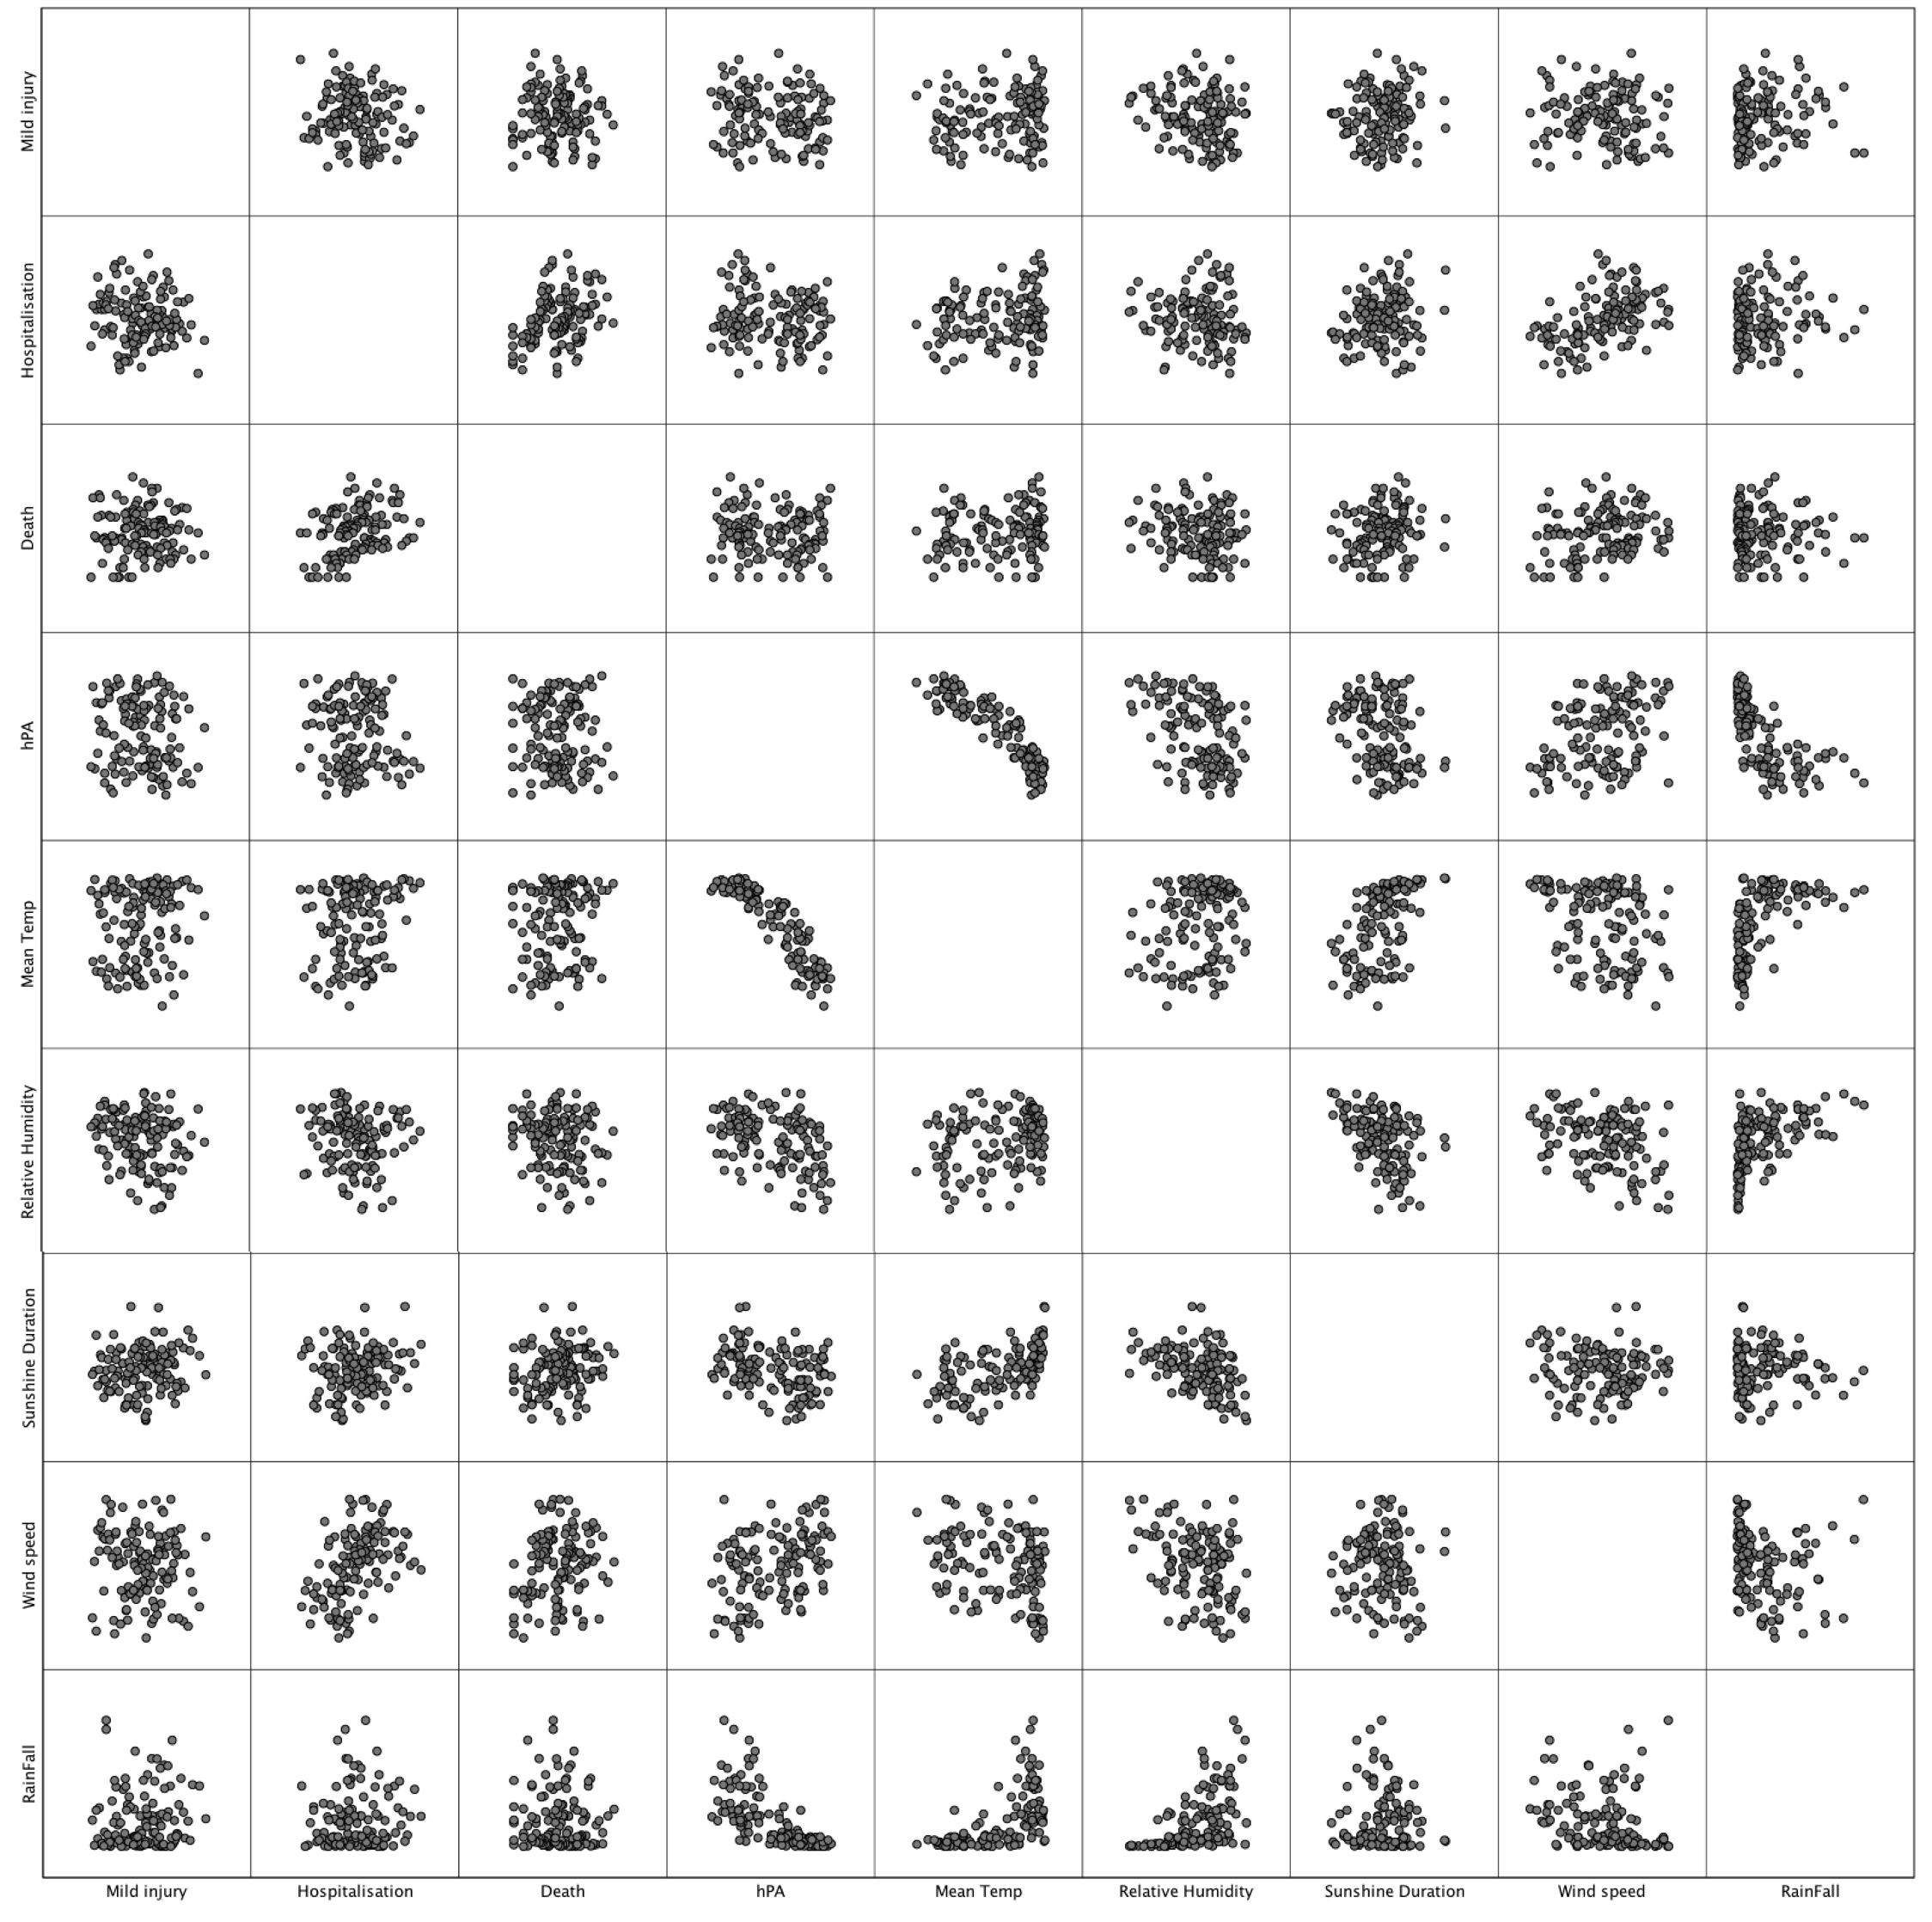 Mild injury
Hospitalisation
Death
hPA
Mean Temp
Relative Humidity
Sunshine Duration
Wind speed
RainFall
Mild injury Hospitalisation Death hPA Mean Temp Relative Humidity Sunshine Duration Wind speed RainFall